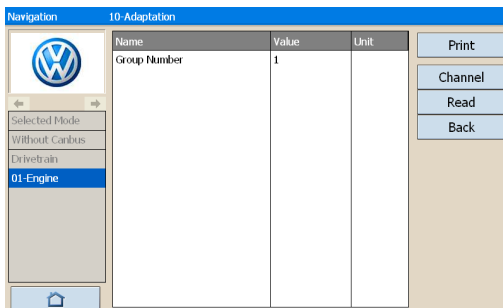 Navigation
10-Adaptation
Name Value Unit
Group Number 1
Print
Channel
Read
Back
Selected Mode
Without Canbus
Drivetrain
01-Engine